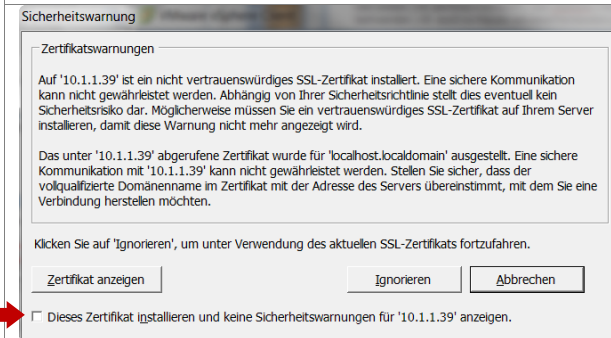 Sicherheitswarnung
Zertifikatswarnungen
Auf '10.1.1.39' ist ein nicht vertrauenswürdiges SSL-Zertifikat installiert. Eine sichere Kommunikation
kann nicht gewährleistet werden. Abhängig von Ihrer Sicherheitsrichtlinie stellt dies eventuell kein
Sicherheitsrisiko dar. Möglicherweise müssen Sie ein vertrauenswürdiges SSL-Zertifikat auf Ihrem Server
installieren, damit diese Warnung nicht mehr angezeigt wird.
Das unter '10.1.1.39' abgerufene Zertifikat wurde für 'localhost.localdomain' ausgestellt. Eine sichere
Kommunikation mit '10.1.1.39' kann nicht gewährleistet werden. Stellen Sie sicher, dass der
vollqualifizierte Domänenname im Zertifikat mit der Adresse des Servers übereinstimmt, mit dem Sie eine
Verbindung herstellen möchten.
Klicken Sie auf 'Ignorieren', um unter Verwendung des aktuellen SSL-Zertifikats fortzufahren.
Zertifikat anzeigen Ignorieren Abbrechen
Dieses Zertifikat installieren und keine Sicherheitswarnungen für '10.1.1.39' anzeigen.